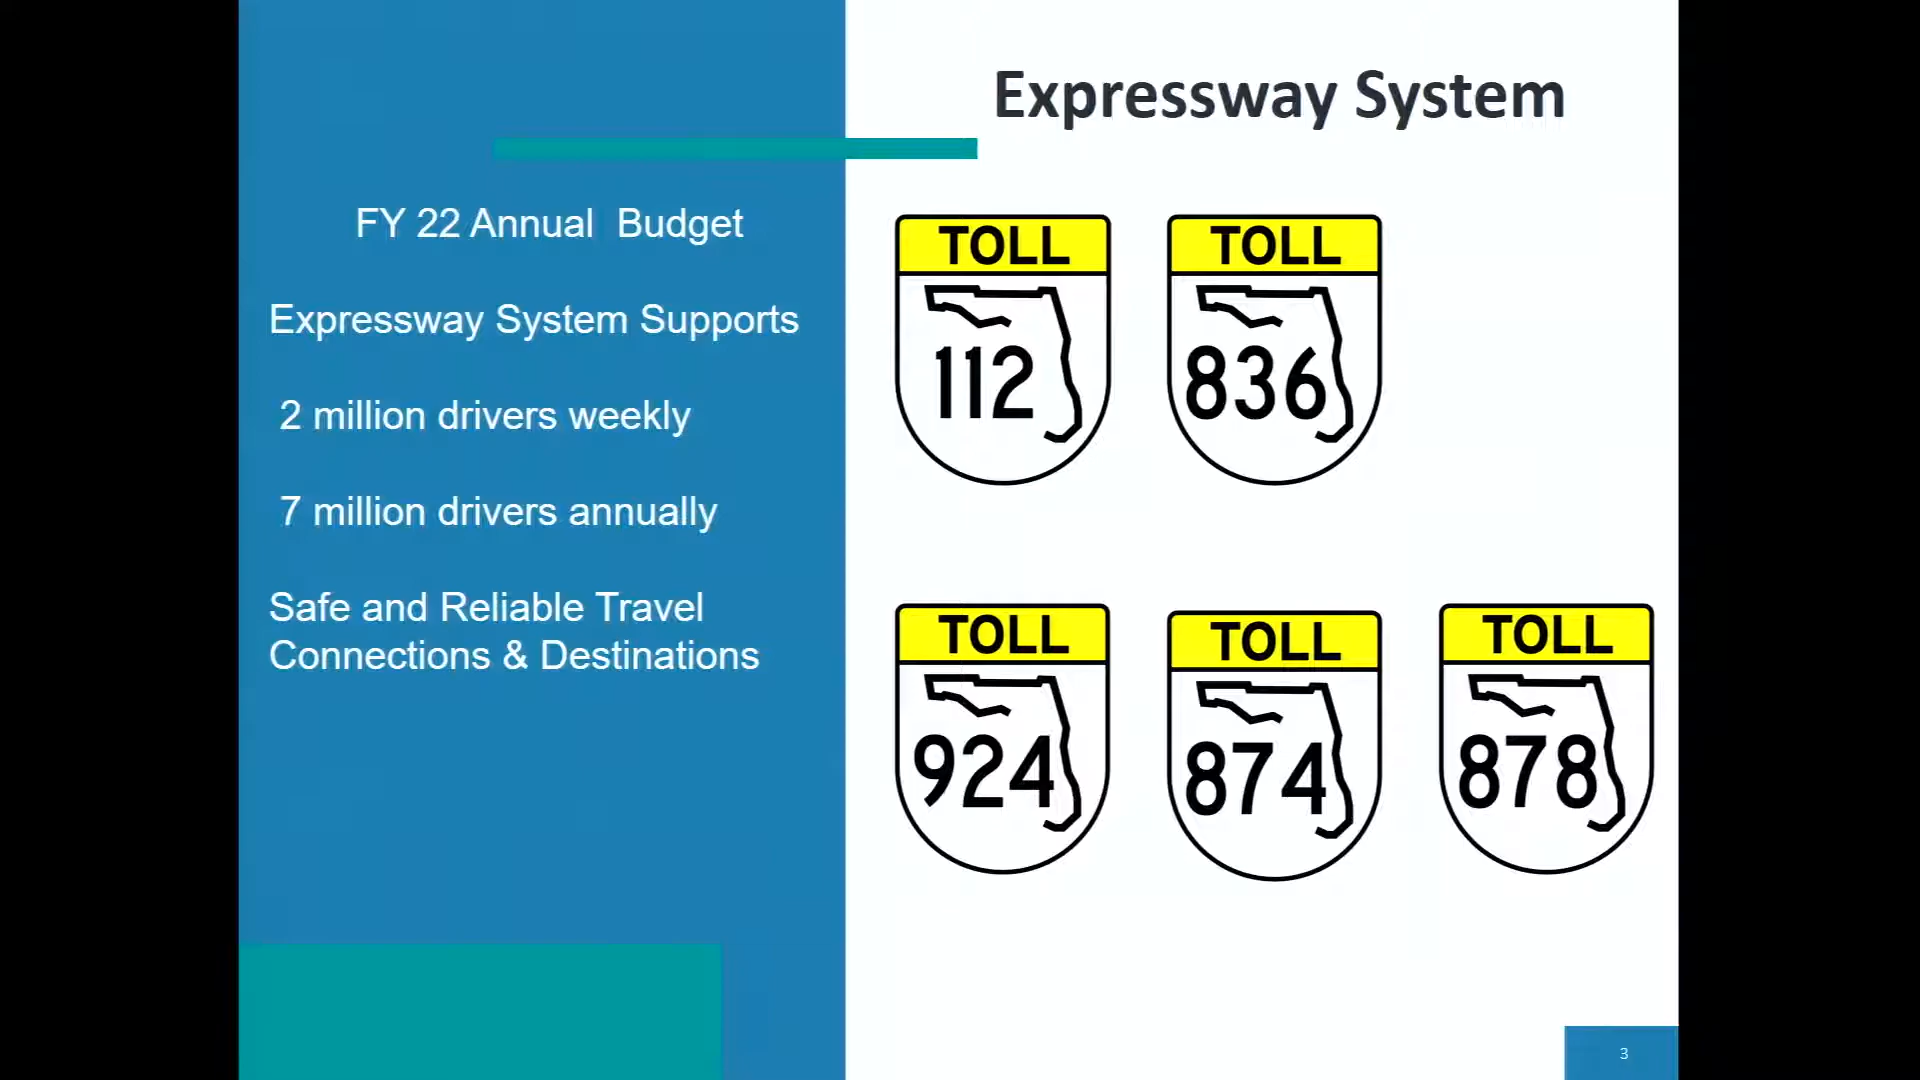 Expressway System
FY 22 Annual  Budget
Expressway System Supports
2 million drivers weekly
7 million drivers annually
Safe and Reliable Travel
Connections & Destinations
TOLL
112
TOLL
836
TOLL
924
TOLL
874
TOLL
878
3